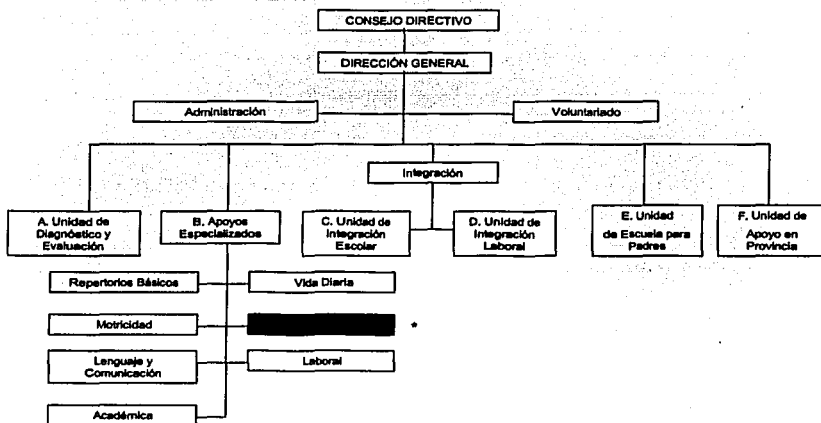 CONSEJO DIRECTIVO
DIRECCIÓN GENERAL
Administración
Voluntariado
Integración
A. Unidad de
Diagnóstico y
Evaluación
B. Apoyos
Especializados
C. Unidad de
Integración
Escolar
D. Unidad de
Integración
Laboral
E. Unidad
de Escuela para
Padres
F. Unidad de
Apoyo en
Provincia
Repertorios Básicos
Vida Diaria
Motricidad
*
Lenguaje y
Comunicación
Laboral
Académica